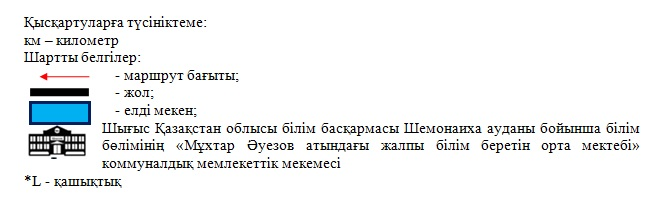 Қысқартуларға түсініктеме:
км – километр
Шартты белгілер:
- маршрут бағыты;
- жол;
- елді мекен;
Шығыс Қазақстан облысы білім басқармасы Шемонаиха ауданы бойынша білім
бөлімінің «Мұхтар Әуезов атындағы жалпы білім беретін орта мектебі»
коммуналдық мемлекеттік мекемесі
*L - қашықтық